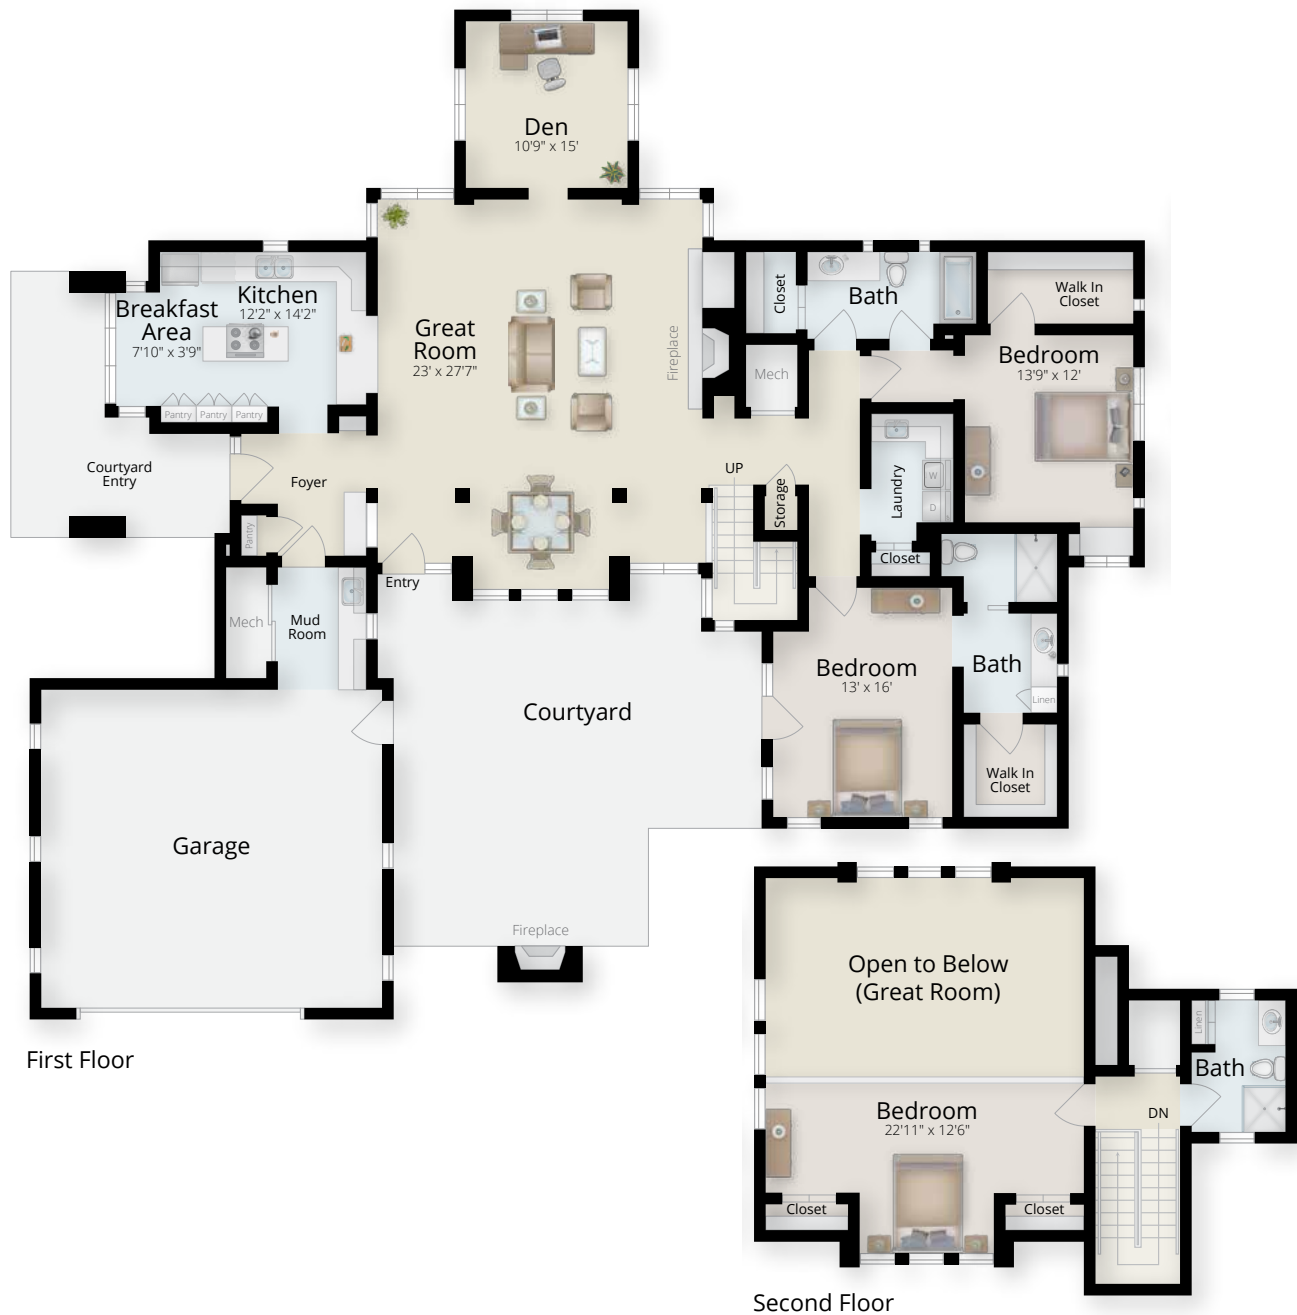 Den
10'9" x 15'
Breakfast
Area
7'10" x 3'9"
Kitchen
12'2" x 14'2"
Great
Room
23' x 27'7"
Fireplace
Closet
Bath
Walk In
Closet
Mech
Bedroom
13'9" x 12'
Pantry
Pantry
Pantry
Courtyard
Entry
Foyer
UP
Storage
Laundry
W
D
Pantry
Closet
Entry
Mech
Mud
Room
Bedroom
13' x 16'
Bath
Linen
Courtyard
Walk In
Closet
Garage
Fireplace
First Floor
Open to Below
(Great Room)
Linen
Bath
Bedroom
22'11" x 12'6"
DN
Closet
Closet
Second Floor